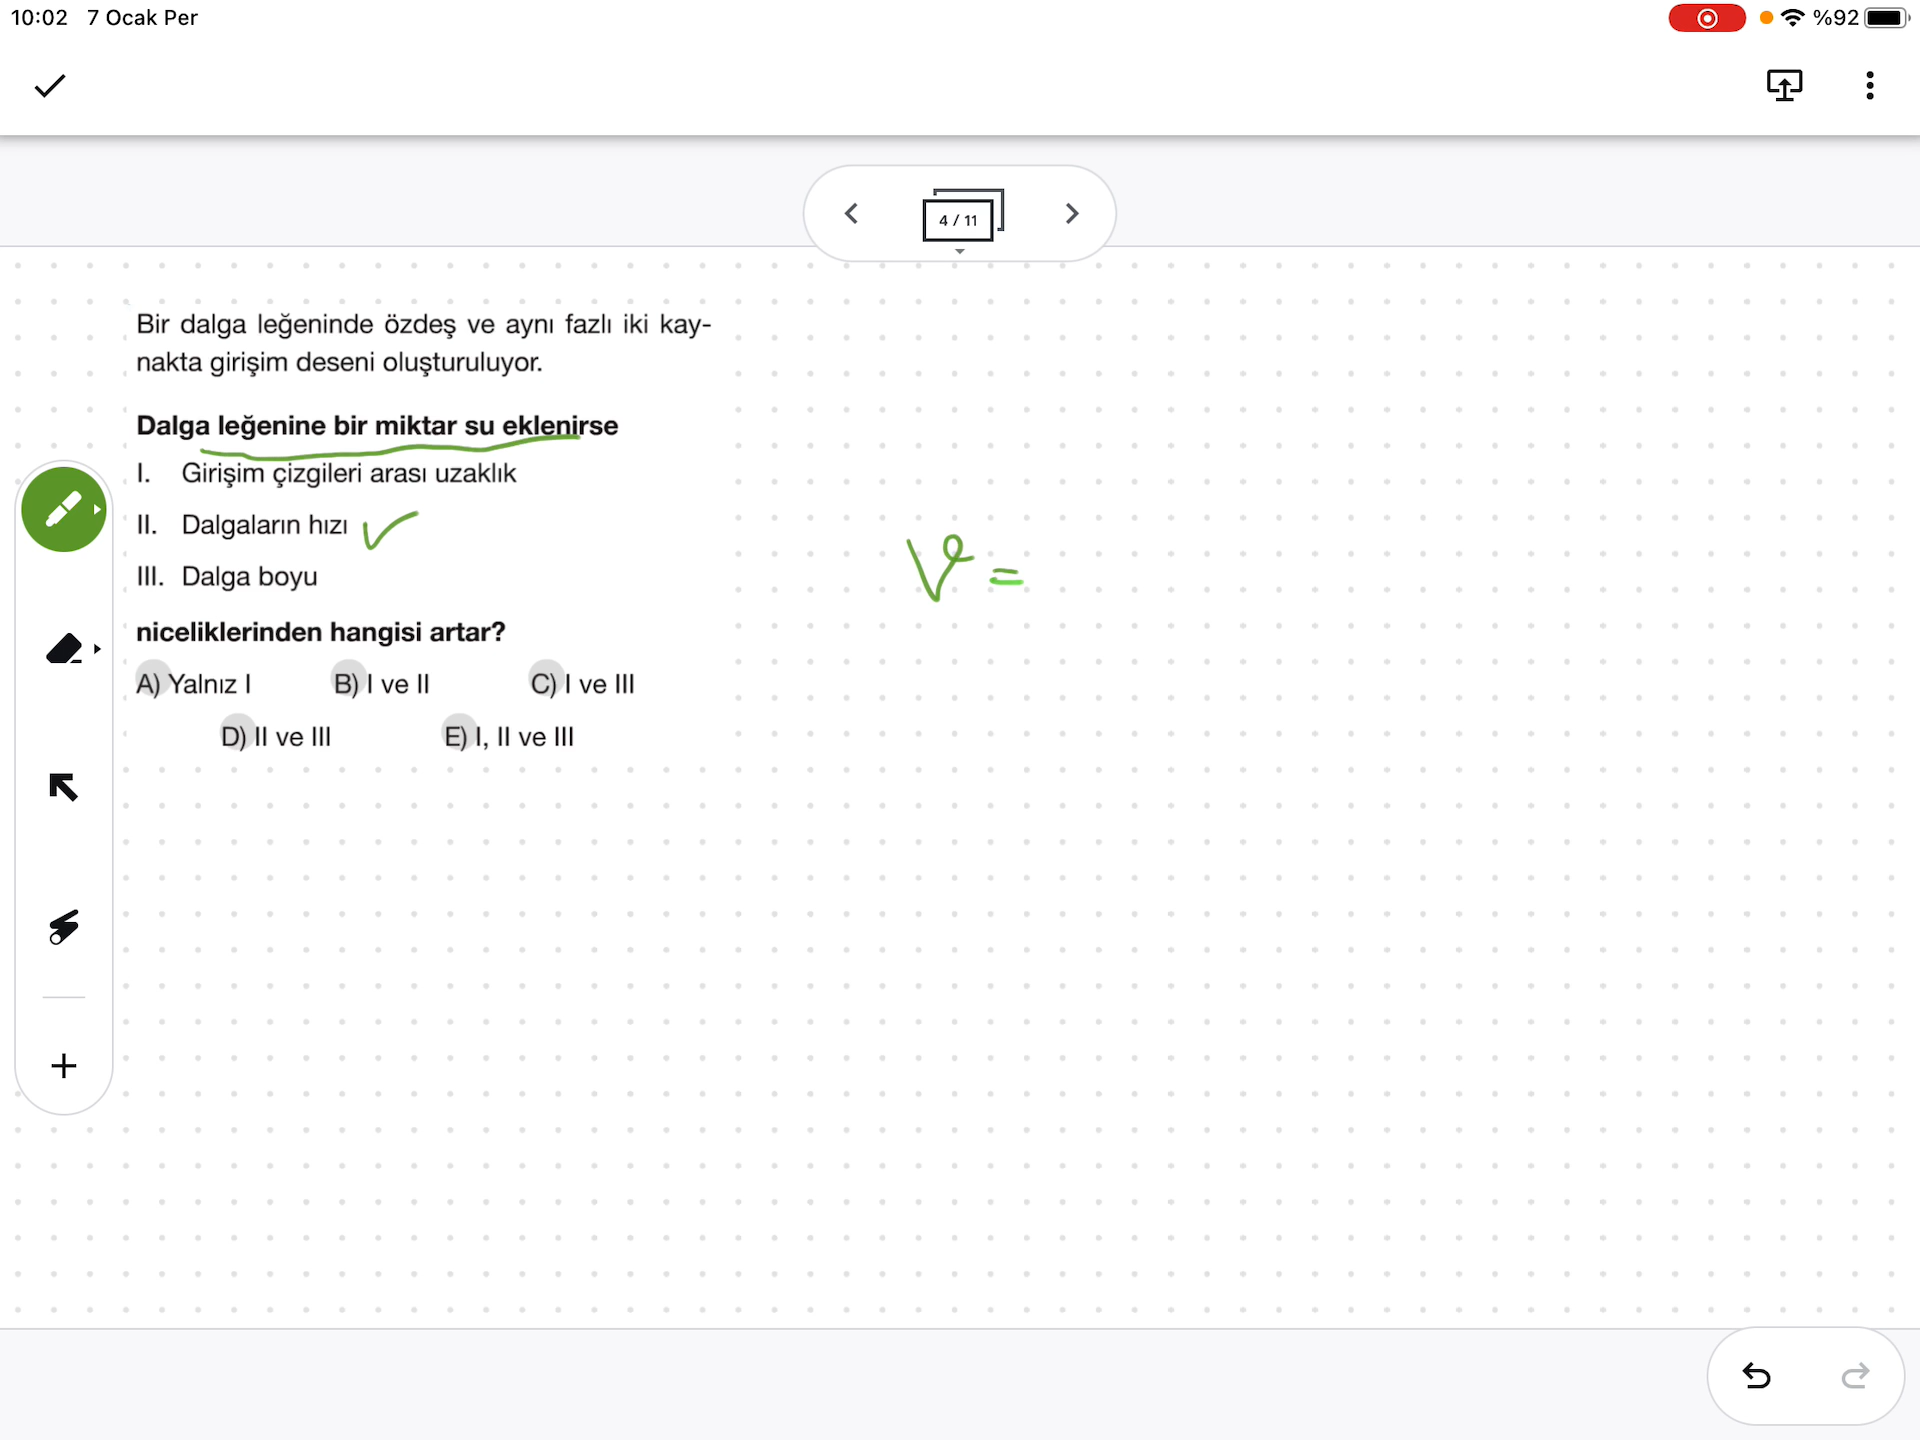 10:02 7 Ocak Per
%92
4 / 11
Bir dalga leğeninde özdeş ve aynı fazlı iki kay-
nakta girişim deseni oluşturuluyor.
Dalga leğenine bir miktar su eklenirse
I. Girişim çizgileri arası uzaklık
II. Dalgaların hızı
III. Dalga boyu
V =
niceliklerinden hangisi artar?
A) Yalnız I B) I ve II C) I ve III
D) II ve III E) I, II ve III